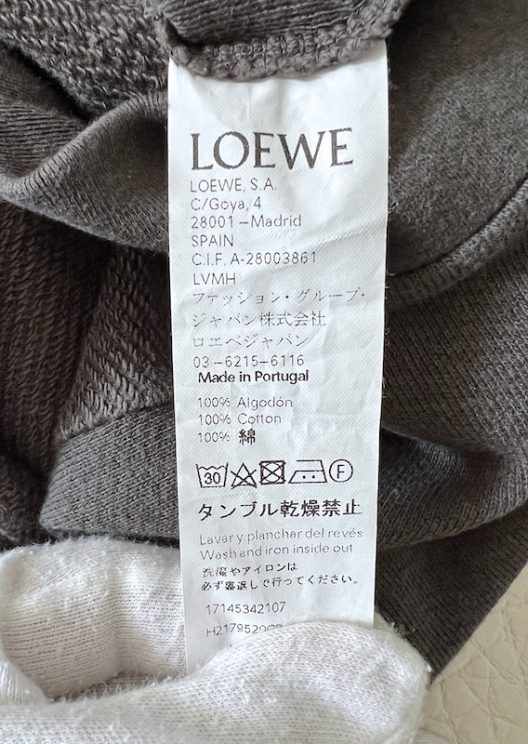 LOEWE
LOEWE, S.A.
C/Goya, 4
28001 – Madrid
SPAIN
C.I.F. A-28003861
LVMH
ファッション・グループ・
ジャパン株式会社
ロエベジャパン
03-6215-6116
Made in Portugal
100% Algodón
100% Cotton
100% 綿
30 F
タンブル乾燥禁止
Lavar y planchar del revés
Wash and iron inside out
洗濯やアイロンは
必ず裏返しで行ってください。
17145342107